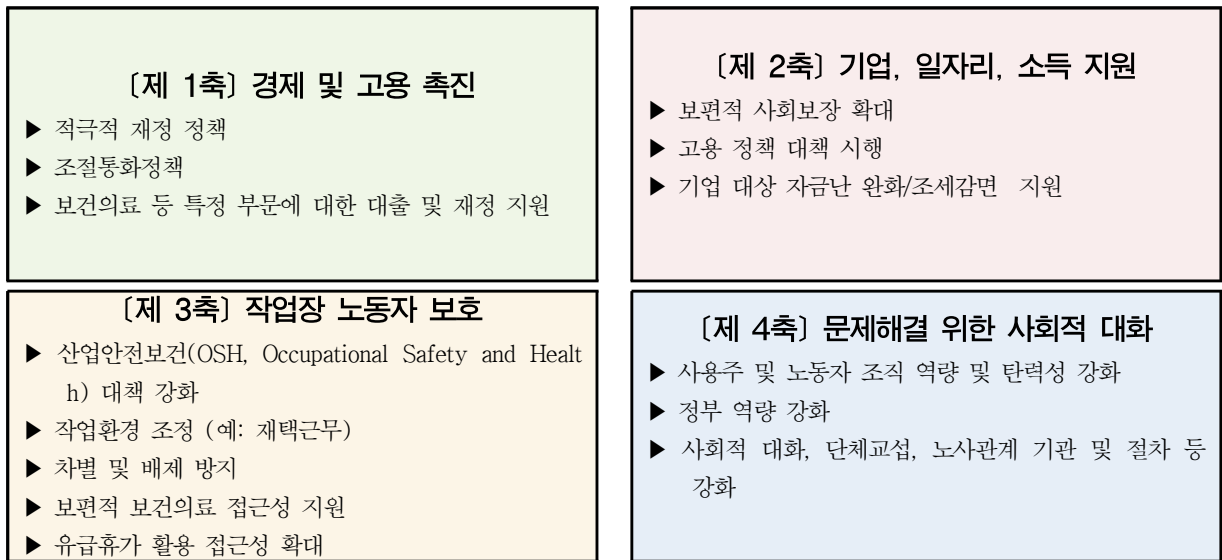 〔제 1축〕 경제 및 고용 촉진
▶ 적극적 재정 정책
▶ 조절통화정책
▶ 보건의료 등 특정 부문에 대한 대출 및 재정 지원
〔제 2축〕 기업, 일자리, 소득 지원
▶ 보편적 사회보장 확대
▶ 고용 정책 대책 시행
▶ 기업 대상 자금난 완화/조세감면 지원
〔제 3축〕 작업장 노동자 보호
▶ 산업안전보건(OSH, Occupational Safety and Healt
h) 대책 강화
▶ 작업환경 조정 (예: 재택근무)
▶ 차별 및 배제 방지
▶ 보편적 보건의료 접근성 지원
▶ 유급휴가 활용 접근성 확대
〔제 4축〕 문제해결 위한 사회적 대화
▶ 사용주 및 노동자 조직 역량 및 탄력성 강화
▶ 정부 역량 강화
▶ 사회적 대화, 단체교섭, 노사관계 기관 및 절차 등
강화